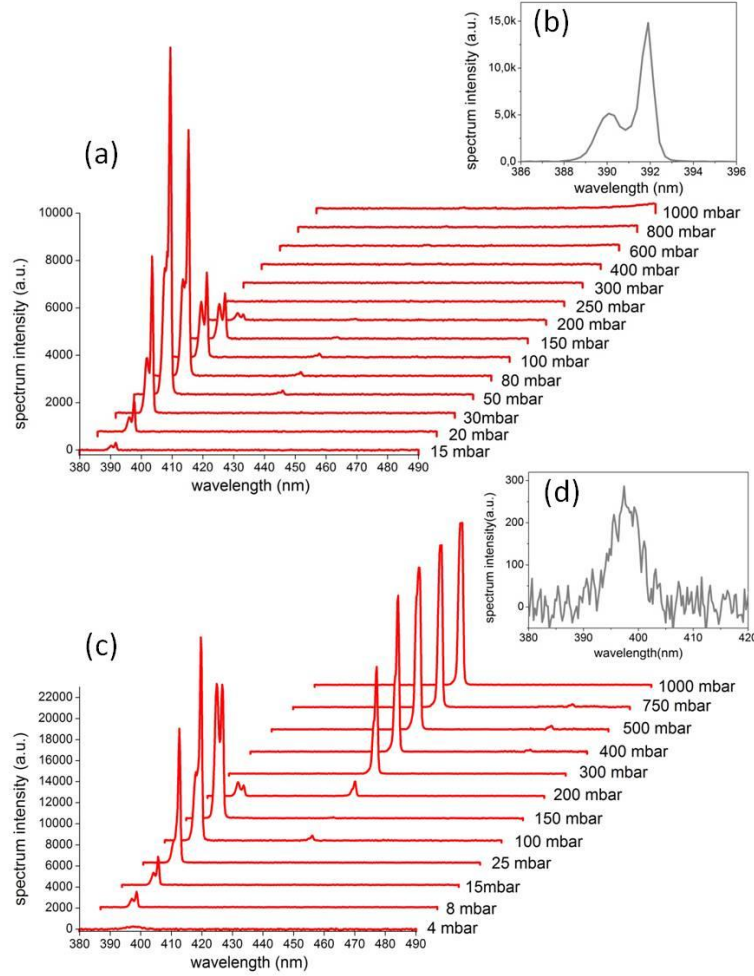 (b)
15,0k
10,0k
5,0k
0,0
386 388 390 392 394 396
wavelength (nm)
spectrum intensity (a.u.)
(a)
10000
8000
6000
4000
2000
0
spectrum intensity (a.u.)
1000 mbar
800 mbar
600 mbar
400 mbar
300 mbar
250 mbar
200 mbar
150 mbar
100 mbar
80 mbar
50 mbar
30mbar
20 mbar
15 mbar
380 390 400 410 420 430 440 450 460 470 480 490
wavelength (nm)
(d)
300
200
100
0
380 390 400 410 420
wavelength(nm)
spectrum intensity(a.u.)
(c)
22000
20000
18000
16000
14000
12000
10000
8000
6000
4000
2000
0
spectrum intensity (a.u.)
1000 mbar
750 mbar
500 mbar
400 mbar
300 mbar
200 mbar
150 mbar
100 mbar
25 mbar
15mbar
8 mbar
4 mbar
380 390 400 410 420 430 440 450 460 470 480 490
wavelength (nm)